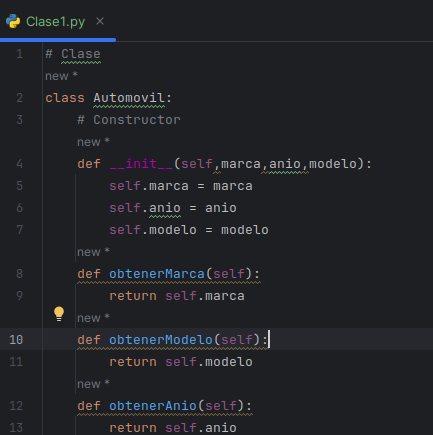 Clase1.py ×
1 # Clase
new *
2 class Automovil:
3 # Constructor
new *
4 def __init__(self,marca,anio,modelo):
5 self.marca = marca
6 self.anio = anio
7 self.modelo = modelo
new *
8 def obtenerMarca(self):
9 return self.marca
new *
10 def obtenerModelo(self):
11 return self.modelo
new *
12 def obtenerAnio(self):
13 return self.anio